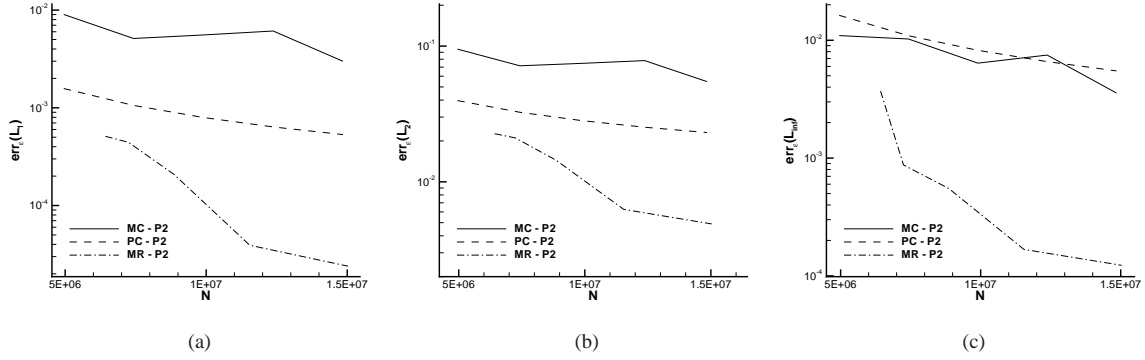 err_ε(L_1)
10^-2
10^-3
10^-4
MC - P2
PC - P2
MR - P2
5E+06
1E+07
1.5E+07
N
(a)
err_ε(L_2)
10^-1
10^-2
MC - P2
PC - P2
MR - P2
5E+06
1E+07
1.5E+07
N
(b)
err_ε(L_inf)
10^-2
10^-3
10^-4
MC - P2
PC - P2
MR - P2
5E+06
1E+07
1.5E+07
N
(c)